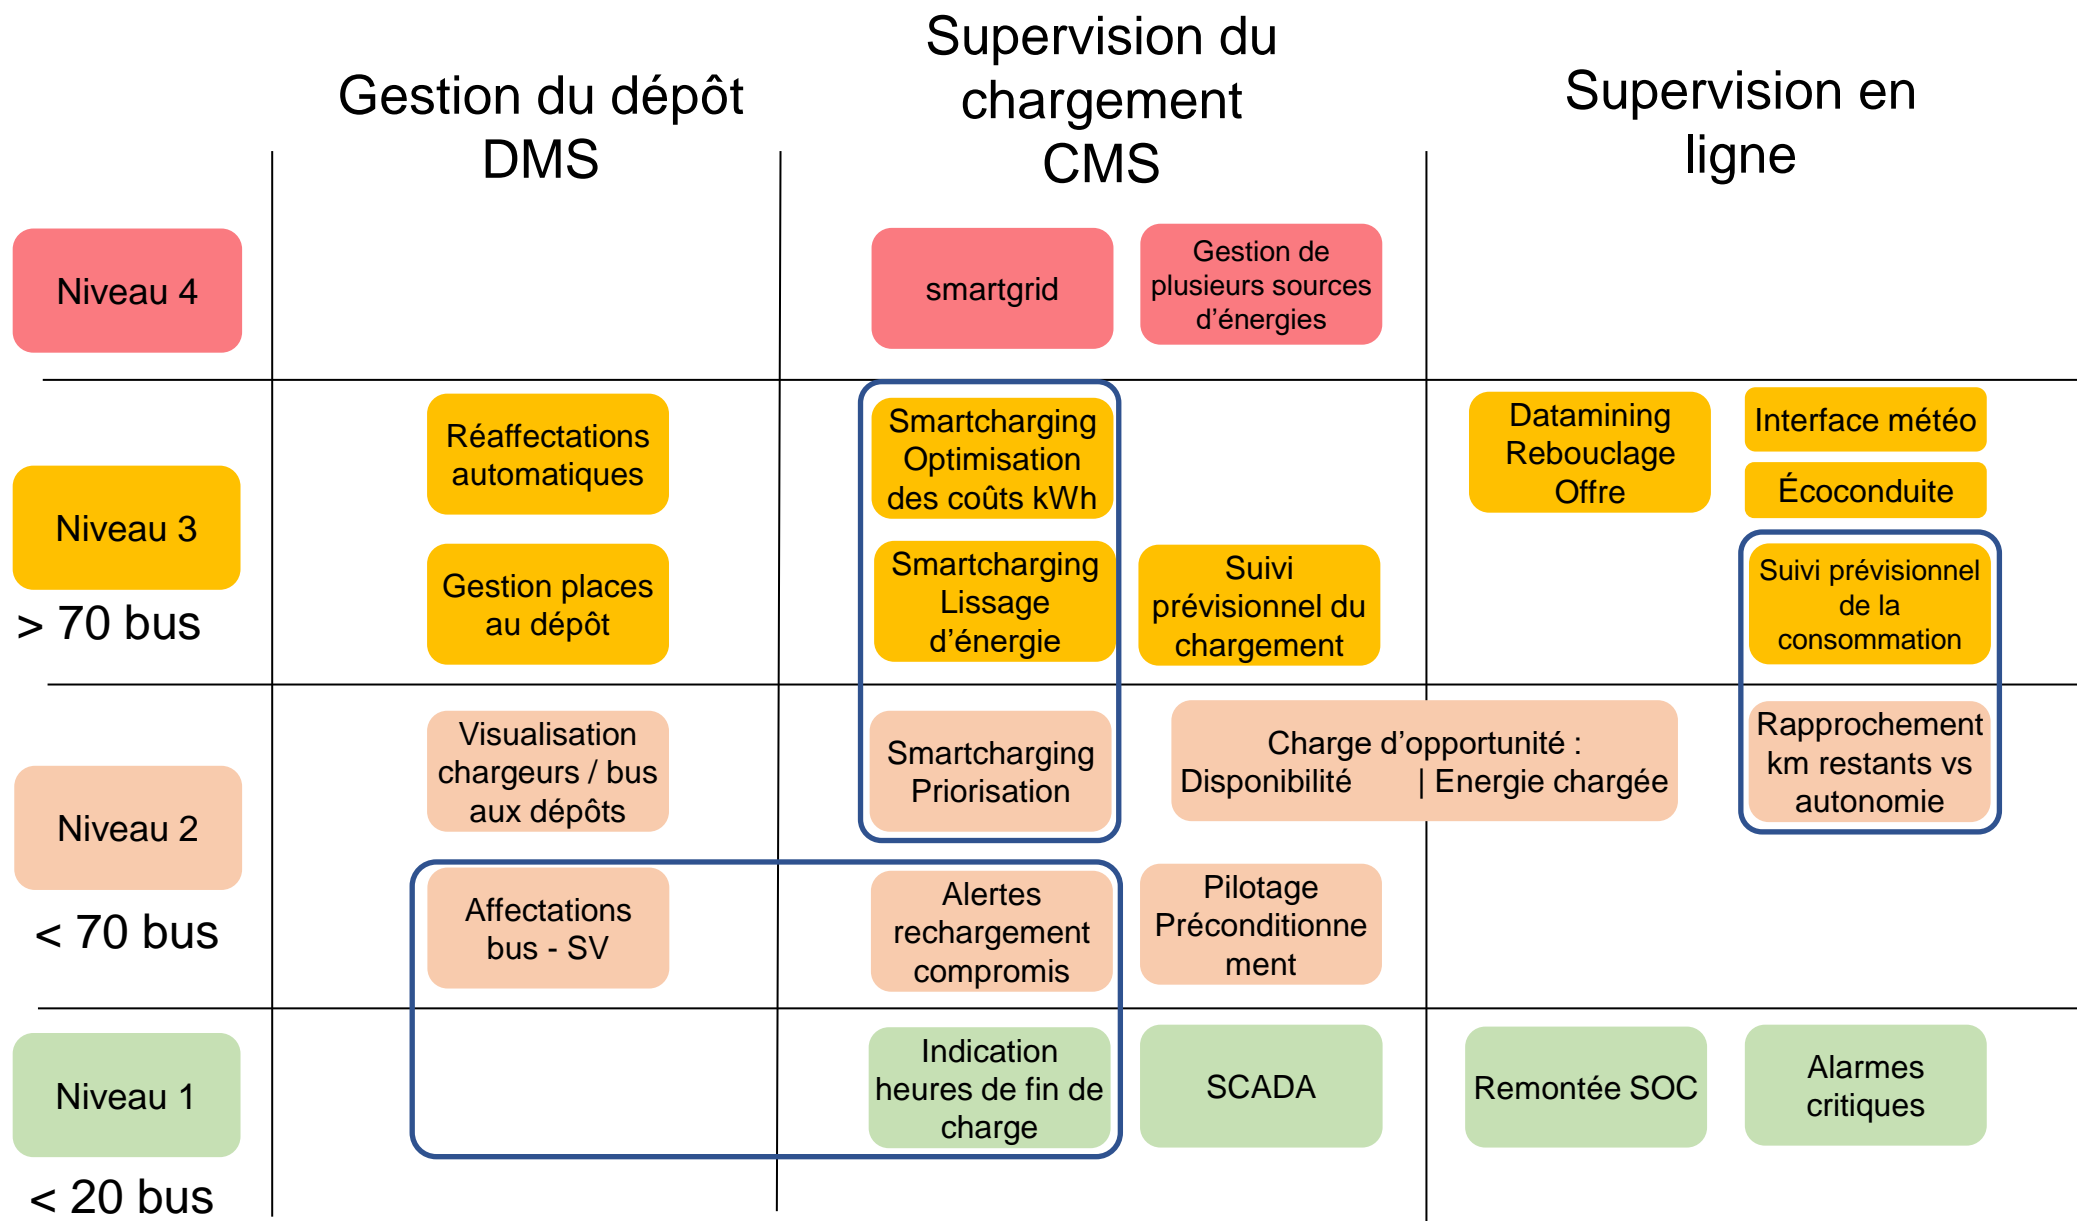 Gestion du dépôt
DMS
Supervision du
chargement
CMS
Supervision en
ligne
Niveau 4
smartgrid
Gestion de
plusieurs sources
d’énergies
Niveau 3
> 70 bus
Réaffectations
automatiques
Gestion places
au dépôt
Smartcharging
Optimisation
des coûts kWh
Smartcharging
Lissage
d’énergie
Suivi
prévisionnel du
chargement
Datamining
Rebouclage
Offre
Interface météo
Écoconduite
Suivi prévisionnel
de la
consommation
Niveau 2
< 70 bus
Visualisation
chargeurs / bus
aux dépôts
Affectations
bus - SV
Smartcharging
Priorisation
Charge d’opportunité :
Disponibilité | Energie chargée
Rapprochement
km restants vs
autonomie
Alertes
rechargement
compromis
Pilotage
Préconditionne
ment
Niveau 1
< 20 bus
Indication
heures de fin de
charge
SCADA
Remontée SOC
Alarmes
critiques